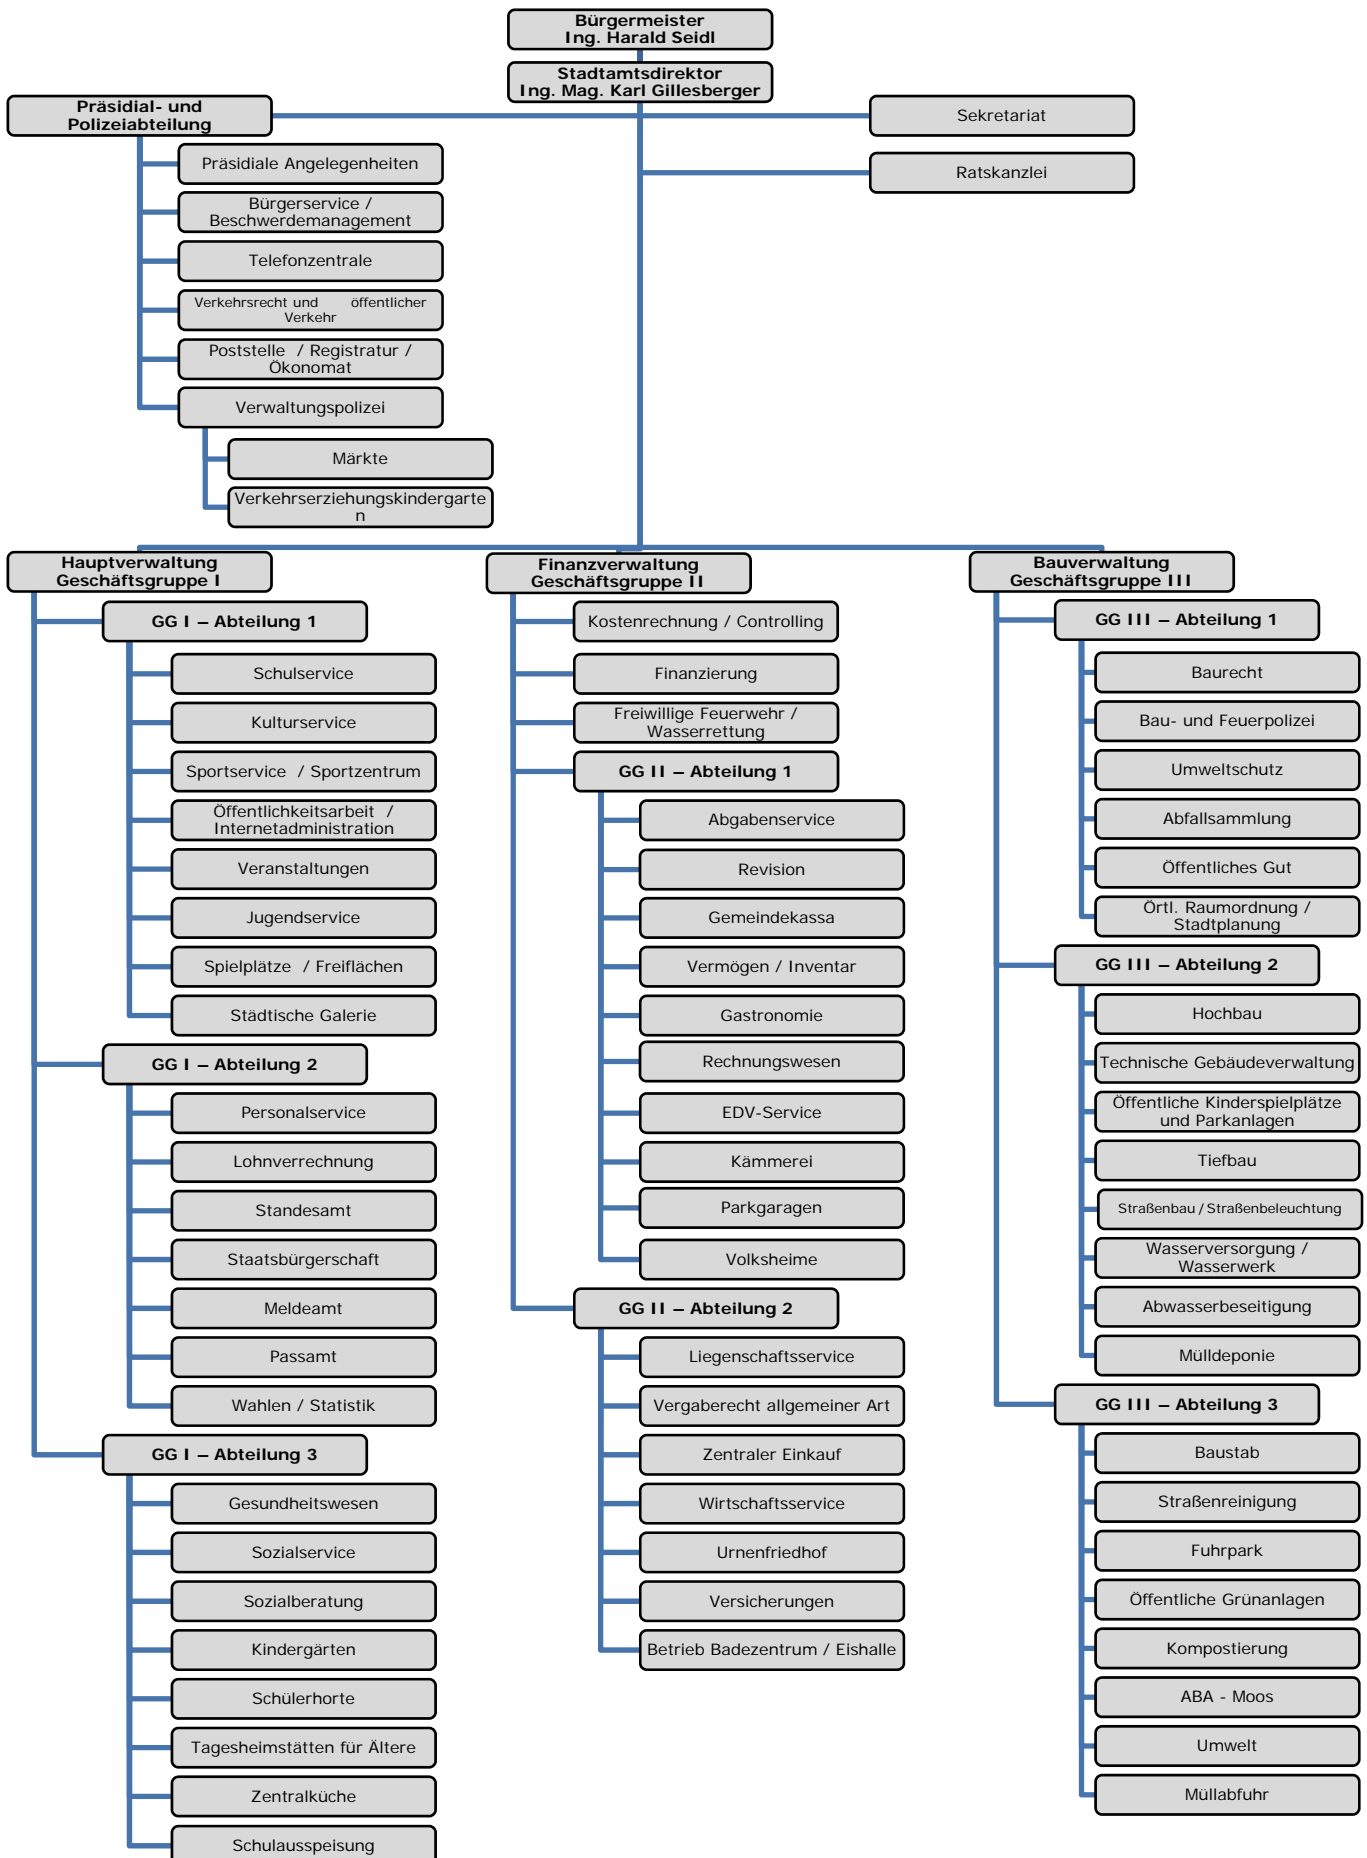 Bürgermeister
Ing. Harald Seidl
Stadtamtsdirektor
Ing. Mag. Karl Gillesberger
Präsidial- und
Polizeiabteilung
Sekretariat
Ratskanzlei
Präsidiale Angelegenheiten
Bürgerservice /
Beschwerdemanagement
Telefonzentrale
Verkehrsrecht und öffentlicher
Verkehr
Poststelle / Registratur /
Ökonomat
Verwaltungspolizei
Märkte
Verkehrserziehungskindergarte
n
Hauptverwaltung
Geschäftsgruppe I
GG I – Abteilung 1
Schulservice
Kulturservice
Sportservice / Sportzentrum
Öffentlichkeitsarbeit /
Internetadministration
Veranstaltungen
Jugendservice
Spielplätze / Freiflächen
Städtische Galerie
GG I – Abteilung 2
Personalservice
Lohnverrechnung
Standesamt
Staatsbürgerschaft
Meldeamt
Passamt
Wahlen / Statistik
GG I – Abteilung 3
Gesundheitswesen
Sozialservice
Sozialberatung
Kindergärten
Schülerhorte
Tagesheimstätten für Ältere
Zentralküche
Schulausspeisung
Finanzverwaltung
Geschäftsgruppe II
Kostenrechnung / Controlling
Finanzierung
Freiwillige Feuerwehr /
Wasserrettung
GG II – Abteilung 1
Abgabenservice
Revision
Gemeindekassa
Vermögen / Inventar
Gastronomie
Rechnungswesen
EDV-Service
Kämmerei
Parkgaragen
Volksheime
GG II – Abteilung 2
Liegenschaftsservice
Vergaberecht allgemeiner Art
Zentraler Einkauf
Wirtschaftsservice
Urnenfriedhof
Versicherungen
Betrieb Badezentrum / Eishalle
Bauverwaltung
Geschäftsgruppe III
GG III – Abteilung 1
Baurecht
Bau- und Feuerpolizei
Umweltschutz
Abfallsammlung
Öffentliches Gut
Örtl. Raumordnung /
Stadtplanung
GG III – Abteilung 2
Hochbau
Technische Gebäudeverwaltung
Öffentliche Kinderspielplätze
und Parkanlagen
Tiefbau
Straßenbau / Straßenbeleuchtung
Wasserversorgung /
Wasserwerk
Abwasserbeseitigung
Mülldeponie
GG III – Abteilung 3
Baustab
Straßenreinigung
Fuhrpark
Öffentliche Grünanlagen
Kompostierung
ABA - Moos
Umwelt
Müllabfuhr